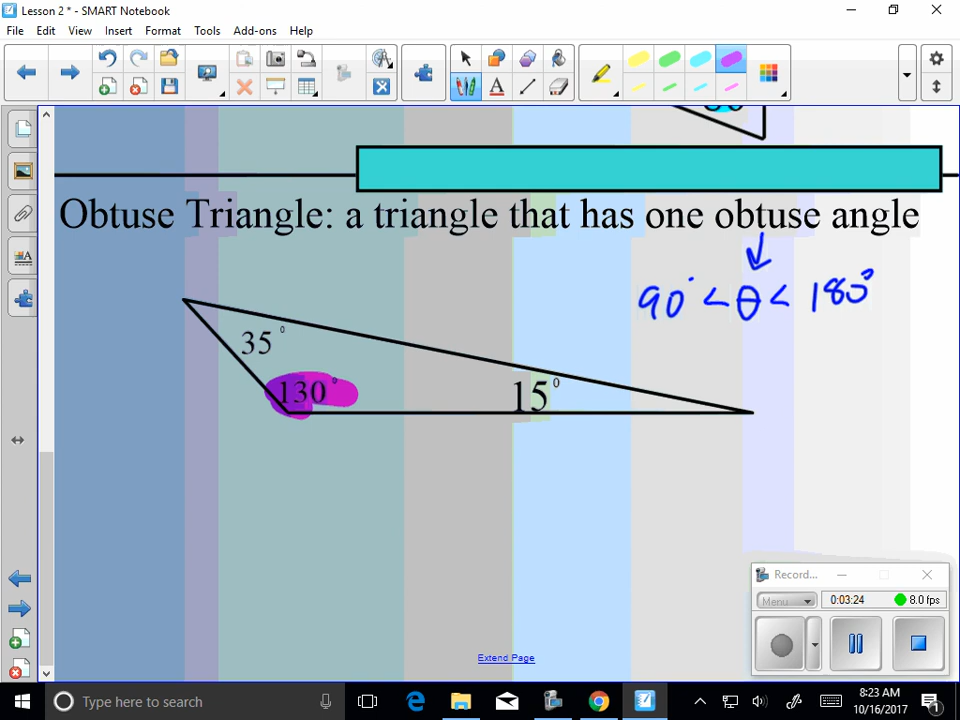 Lesson 2 * - SMART Notebook
File Edit View Insert Format Tools Add-ons Help
Obtuse Triangle: a triangle that has one obtuse angle
90° < θ < 180°
35°
130°
15°
Record...
Menu 0:03:24 8.0 fps
Extend Page
Type here to search
8:23 AM
10/16/2017
1